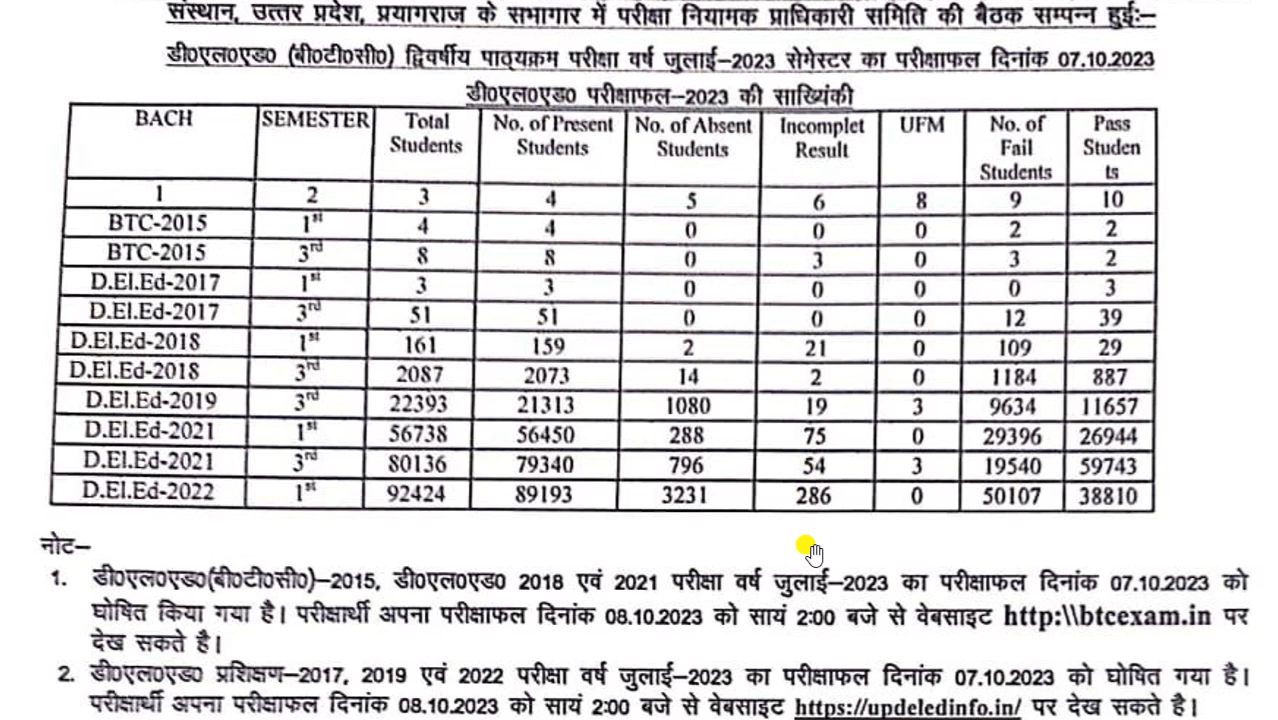 संस्थान, उत्तर प्रदेश, प्रयागराज के सभागार में परीक्षा नियामक प्राधिकारी समिति की बैठक सम्पन्न हुई:–
डी0एल0एड0 (बी0टी0सी0) द्विवर्षीय पाठ्यक्रम परीक्षा वर्ष जुलाई–2023 सेमेस्टर का परीक्षाफल दिनांक 07.10.2023
डी0एल0एड0 परीक्षाफल–2023 की साख्यिंकी
BACH SEMESTER Total Students No. of Present Students No. of Absent Students Incomplet Result UFM No. of Fail Students Pass Studen ts
1 2 3 4 5 6 8 9 10
BTC-2015 1st 4 4 0 0 0 2 2
BTC-2015 3rd 8 8 0 3 0 3 2
D.El.Ed-2017 1st 3 3 0 0 0 0 3
D.El.Ed-2017 3rd 51 51 0 0 0 12 39
D.El.Ed-2018 1st 161 159 2 21 0 109 29
D.El.Ed-2018 3rd 2087 2073 14 2 0 1184 887
D.El.Ed-2019 3rd 22393 21313 1080 19 3 9634 11657
D.El.Ed-2021 1st 56738 56450 288 75 0 29396 26944
D.El.Ed-2021 3rd 80136 79340 796 54 3 19540 59743
D.El.Ed-2022 1st 92424 89193 3231 286 0 50107 38810
नोट–
1. डी0एल0एड0(बी0टी0सी0)–2015, डी0एल0एड0 2018 एवं 2021 परीक्षा वर्ष जुलाई–2023 का परीक्षाफल दिनांक 07.10.2023 को
घोषित किया गया है। परीक्षार्थी अपना परीक्षाफल दिनांक 08.10.2023 को सायं 2:00 बजे से वेबसाइट http:\\btcexam.in पर
देख सकते है।
2. डी0एल0एड0 प्रशिक्षण–2017, 2019 एवं 2022 परीक्षा वर्ष जुलाई–2023 का परीक्षाफल दिनांक 07.10.2023 को घोषित गया है।
परीक्षार्थी अपना परीक्षाफल दिनांक 08.10.2023 को सायं 2:00 बजे से वेबसाइट https://updeledinfo.in/ पर देख सकते है।